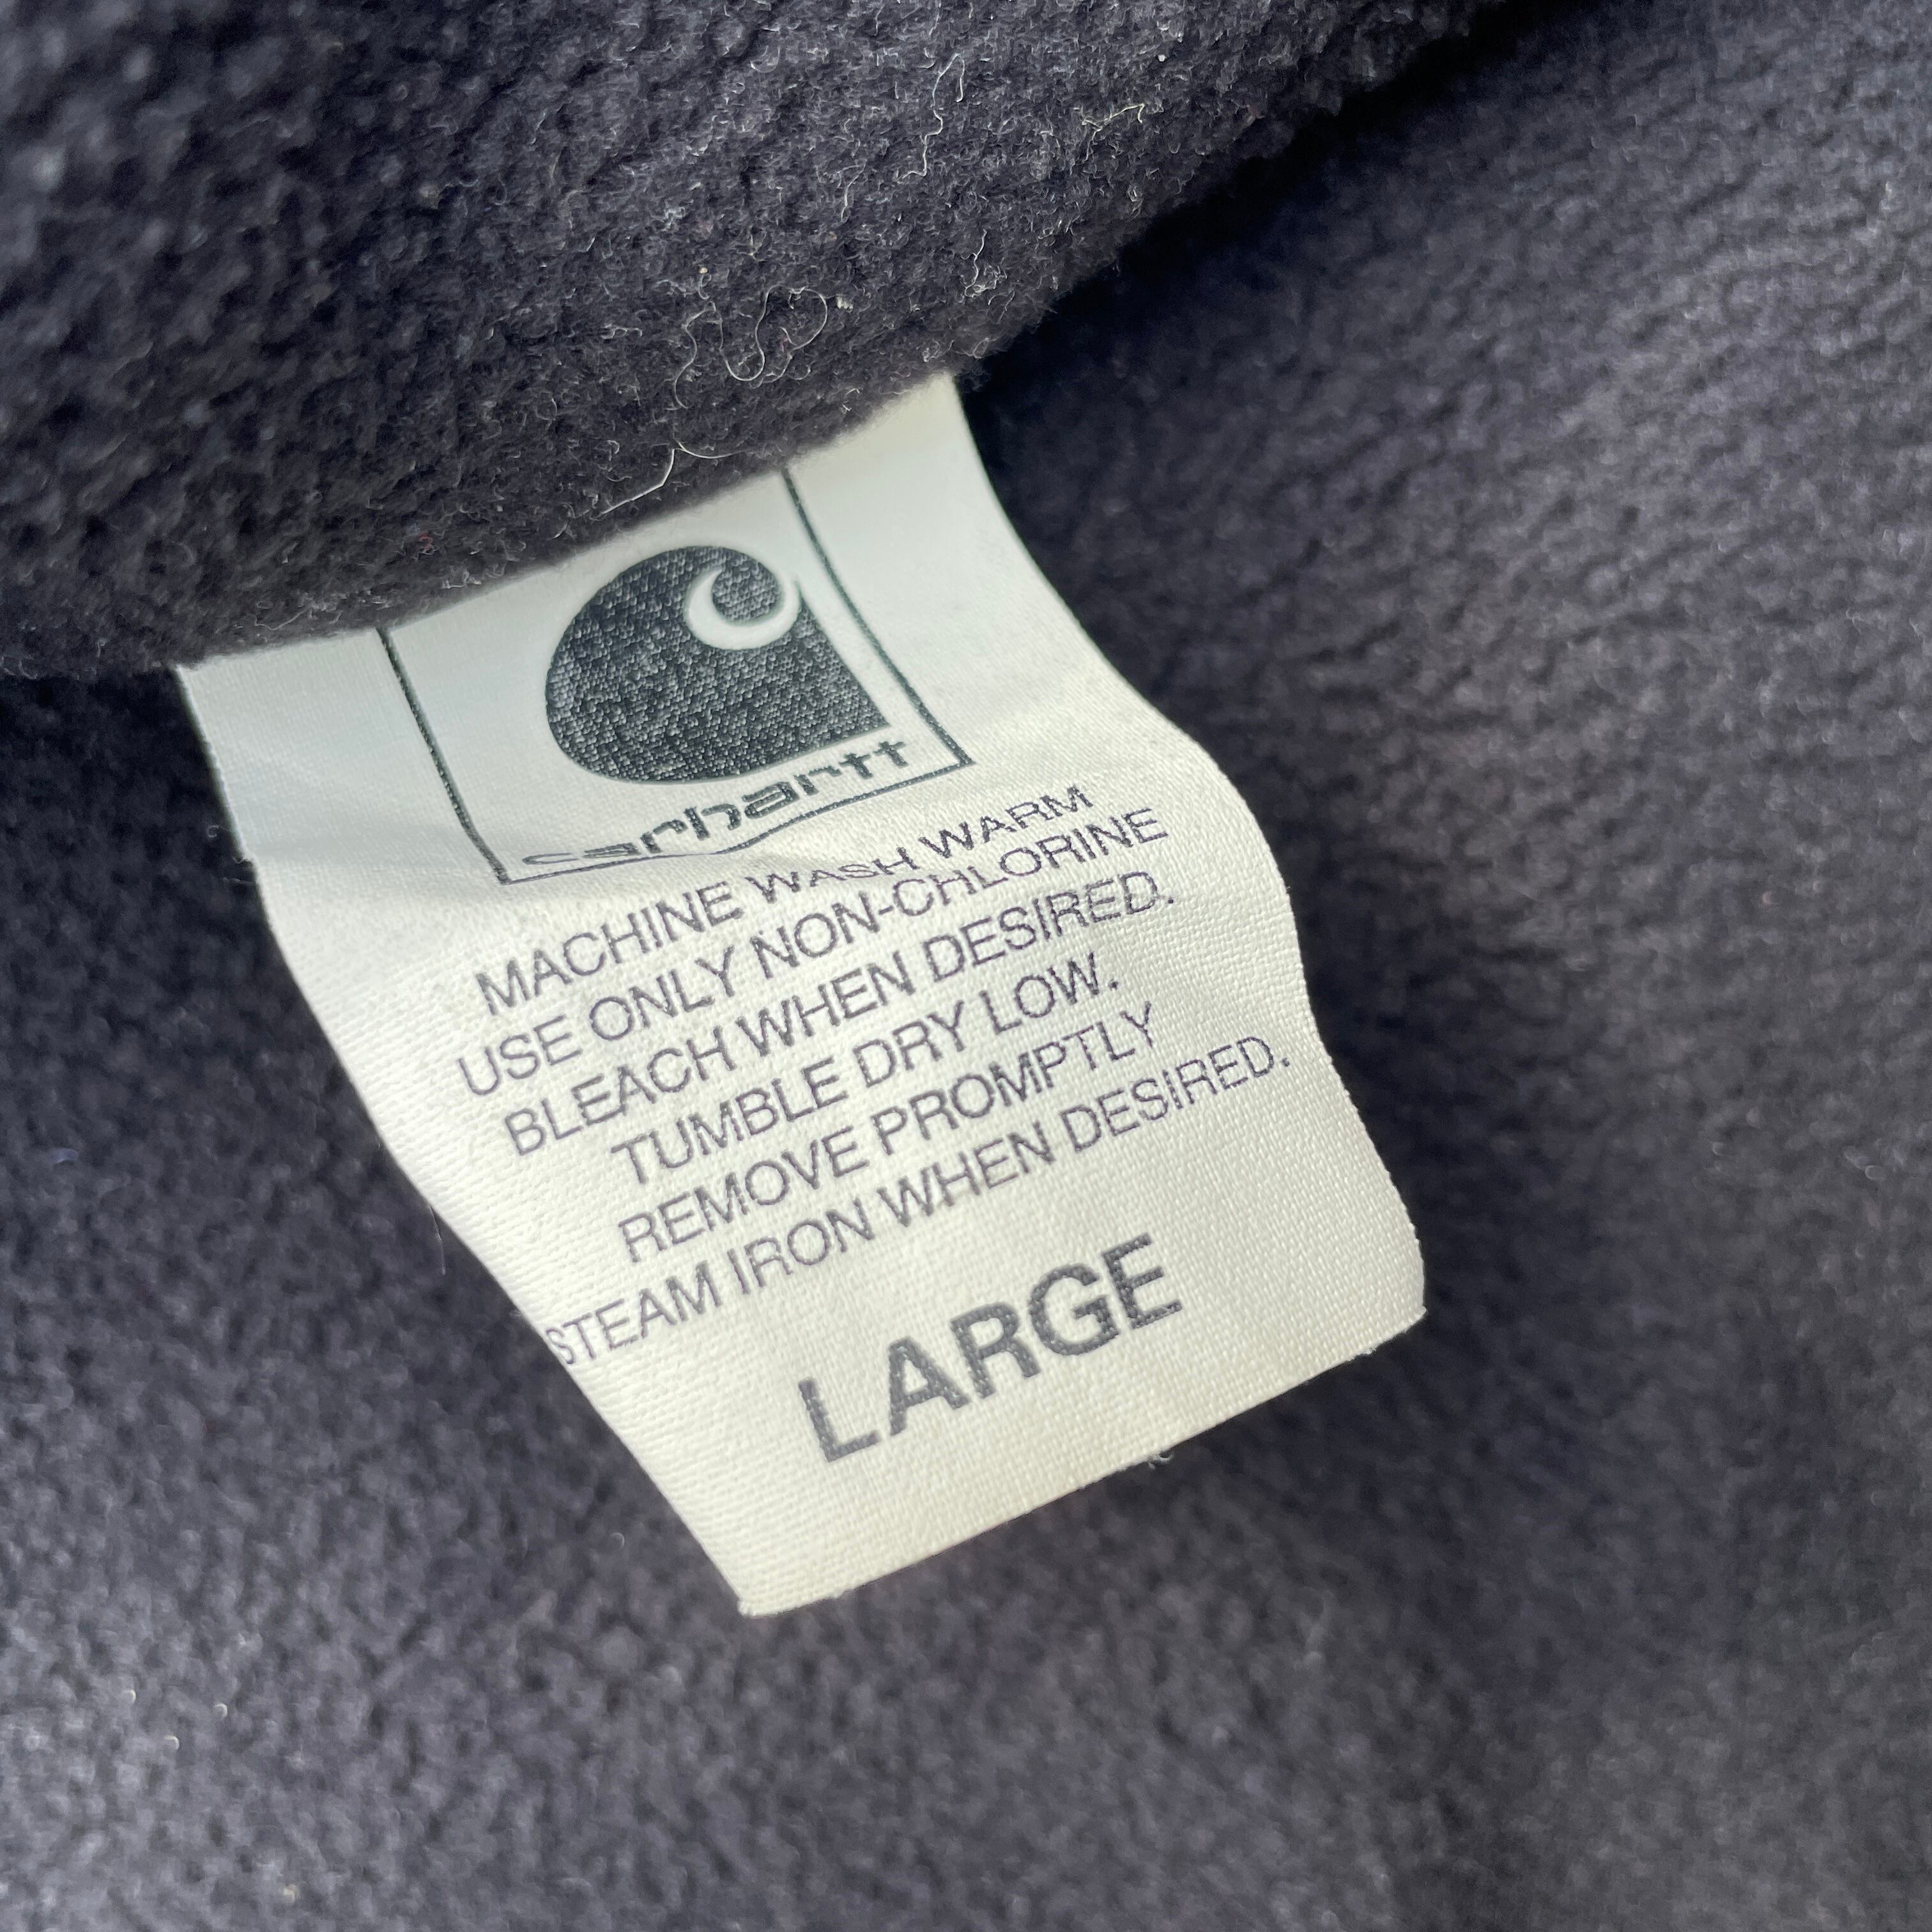 carhartt
MACHINE WASH WARM
USE ONLY NON-CHLORINE
BLEACH WHEN DESIRED.
TUMBLE DRY LOW.
REMOVE PROMPTLY
STEAM IRON WHEN DESIRED.
LARGE